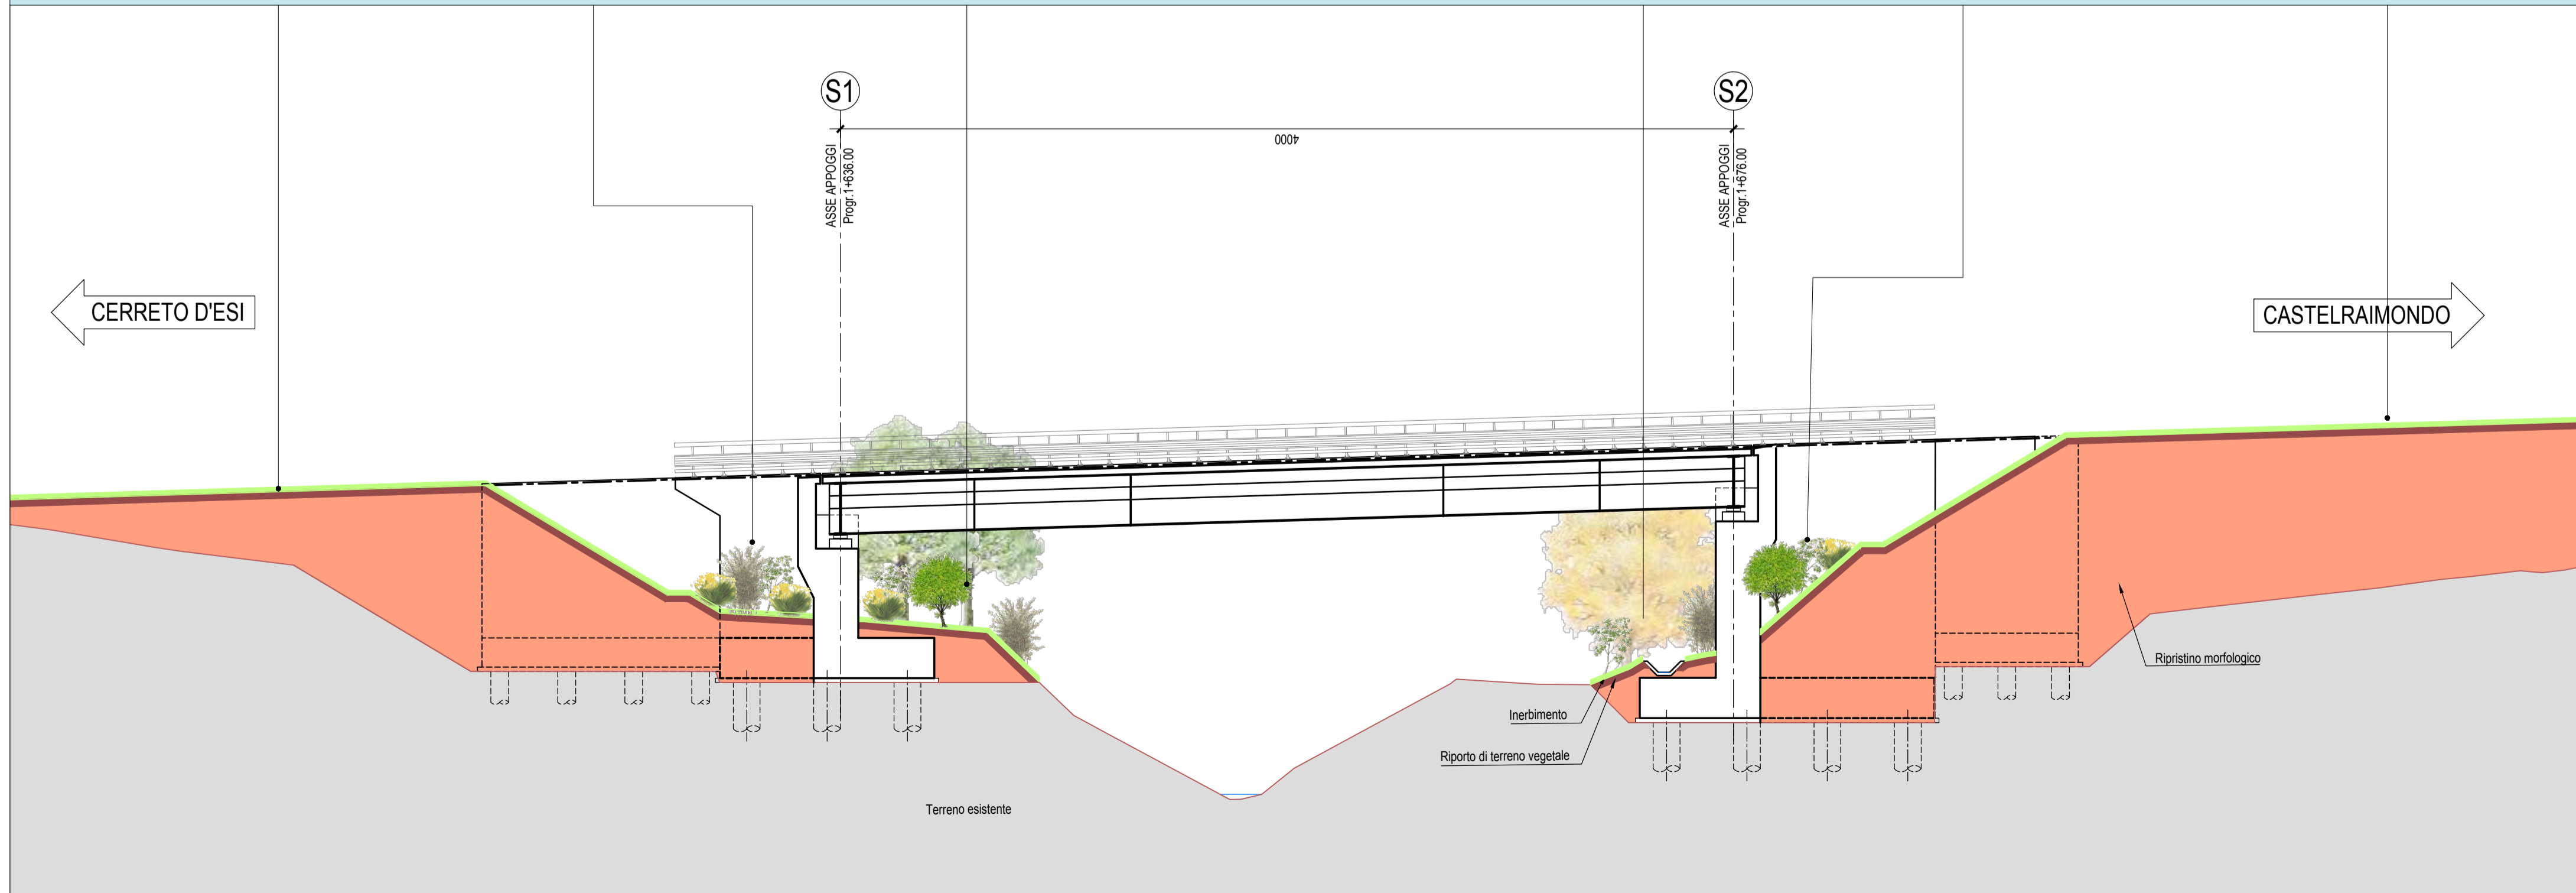 S1
S2
4000
ASSE APPOGGI
Progr.1+636.00
ASSE APPOGGI
Progr.1+676.00
CERRETO D'ESI
CASTELRAIMONDO
Ripristino morfologico
Inerbimento
Riporto di terreno vegetale
Terreno esistente